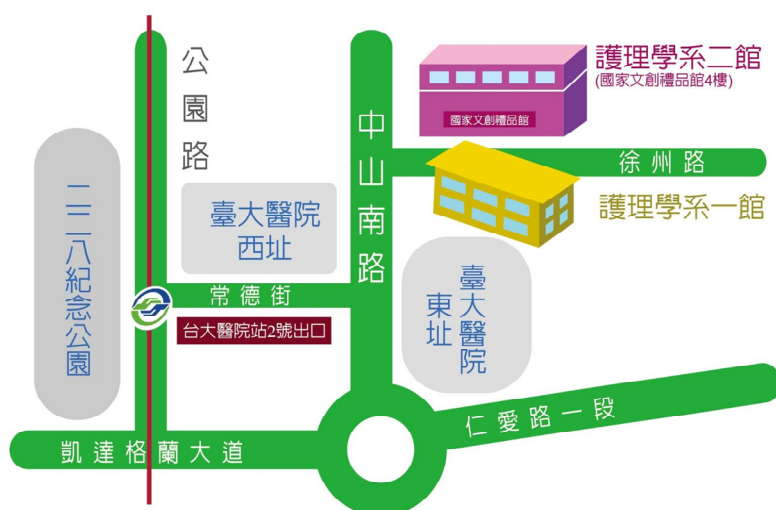 公園路
護理學系二館
(國家文創禮品館4樓)
國家文創禮品館
中山南路
徐州路
護理學系一館
二二八紀念公園
臺大醫院
西址
常德街
台大醫院站2號出口
臺大醫院
東址
仁愛路一段
凱達格蘭大道